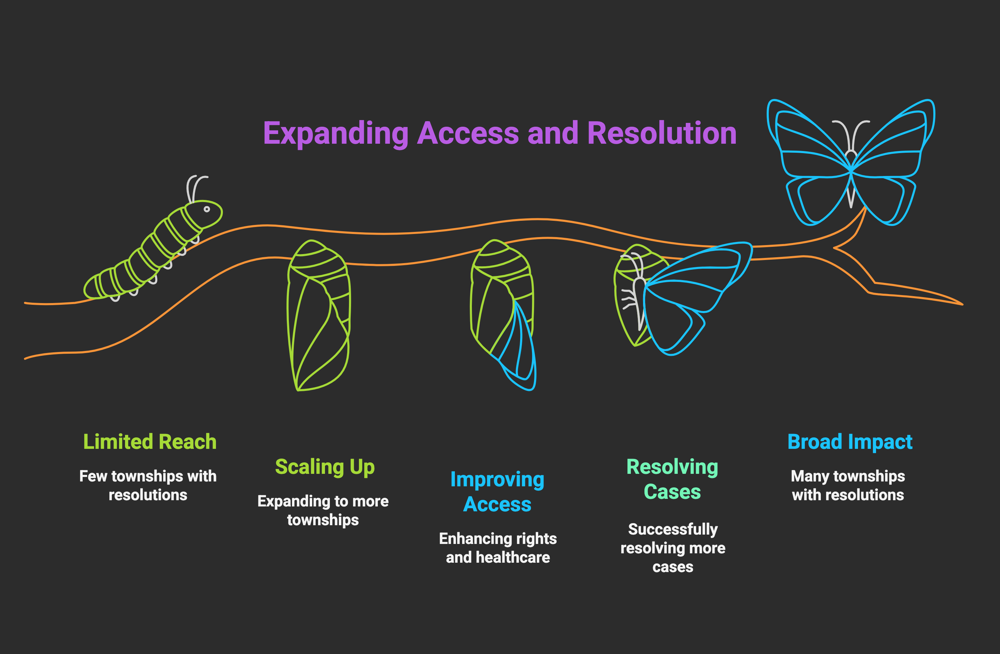 Expanding Access and Resolution
Limited Reach
Few townships with
resolutions
Scaling Up
Expanding to more
townships
Improving
Access
Enhancing rights
and healthcare
Resolving
Cases
Successfully
resolving more
cases
Broad Impact
Many townships
with resolutions